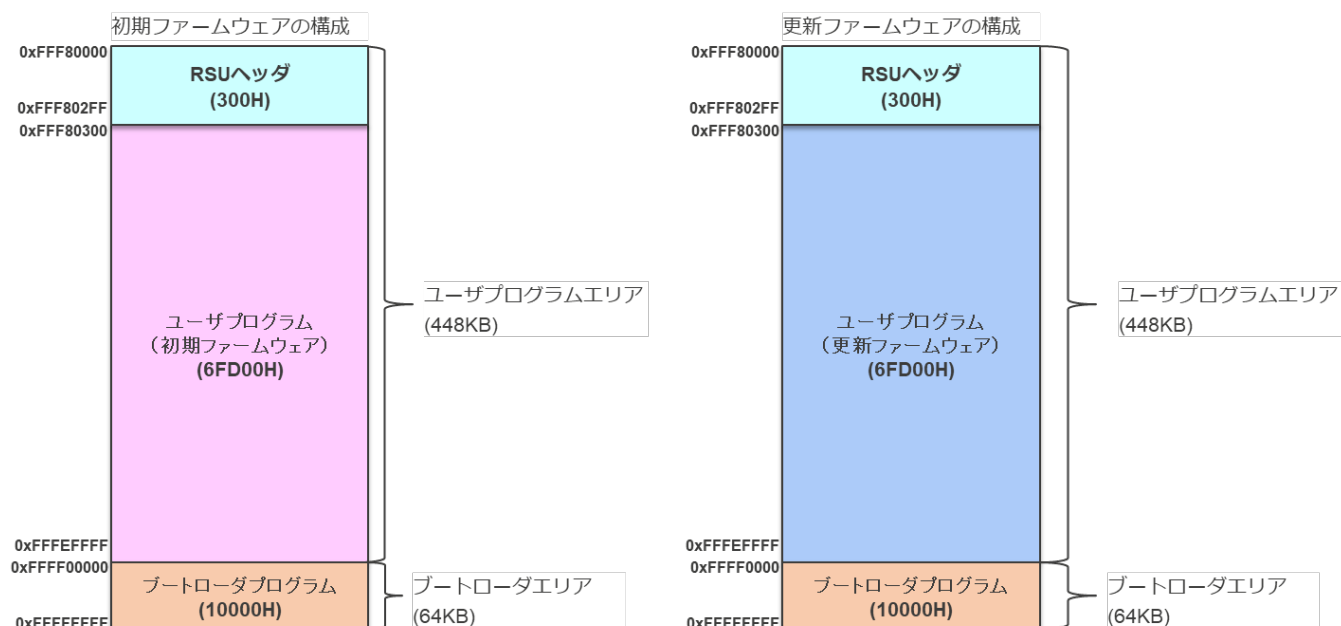 初期ファームウェアの構成
0xFFF80000
RSUヘッダ
(300H)
0xFFF802FF
0xFFF80300
ユーザプログラム
（初期ファームウェア）
(6FD00H)
ユーザプログラムエリア
(448KB)
0xFFFEFFFF
0xFFFF00000
ブートローダプログラム
(10000H)
ブートローダエリア
(64KB)
0xFFFFFFFF
更新ファームウェアの構成
0xFFF80000
RSUヘッダ
(300H)
0xFFF802FF
0xFFF80300
ユーザプログラム
（更新ファームウェア）
(6FD00H)
ユーザプログラムエリア
(448KB)
0xFFFEFFFF
0xFFFF0000
ブートローダプログラム
(10000H)
ブートローダエリア
(64KB)
0xFFFFFFFF